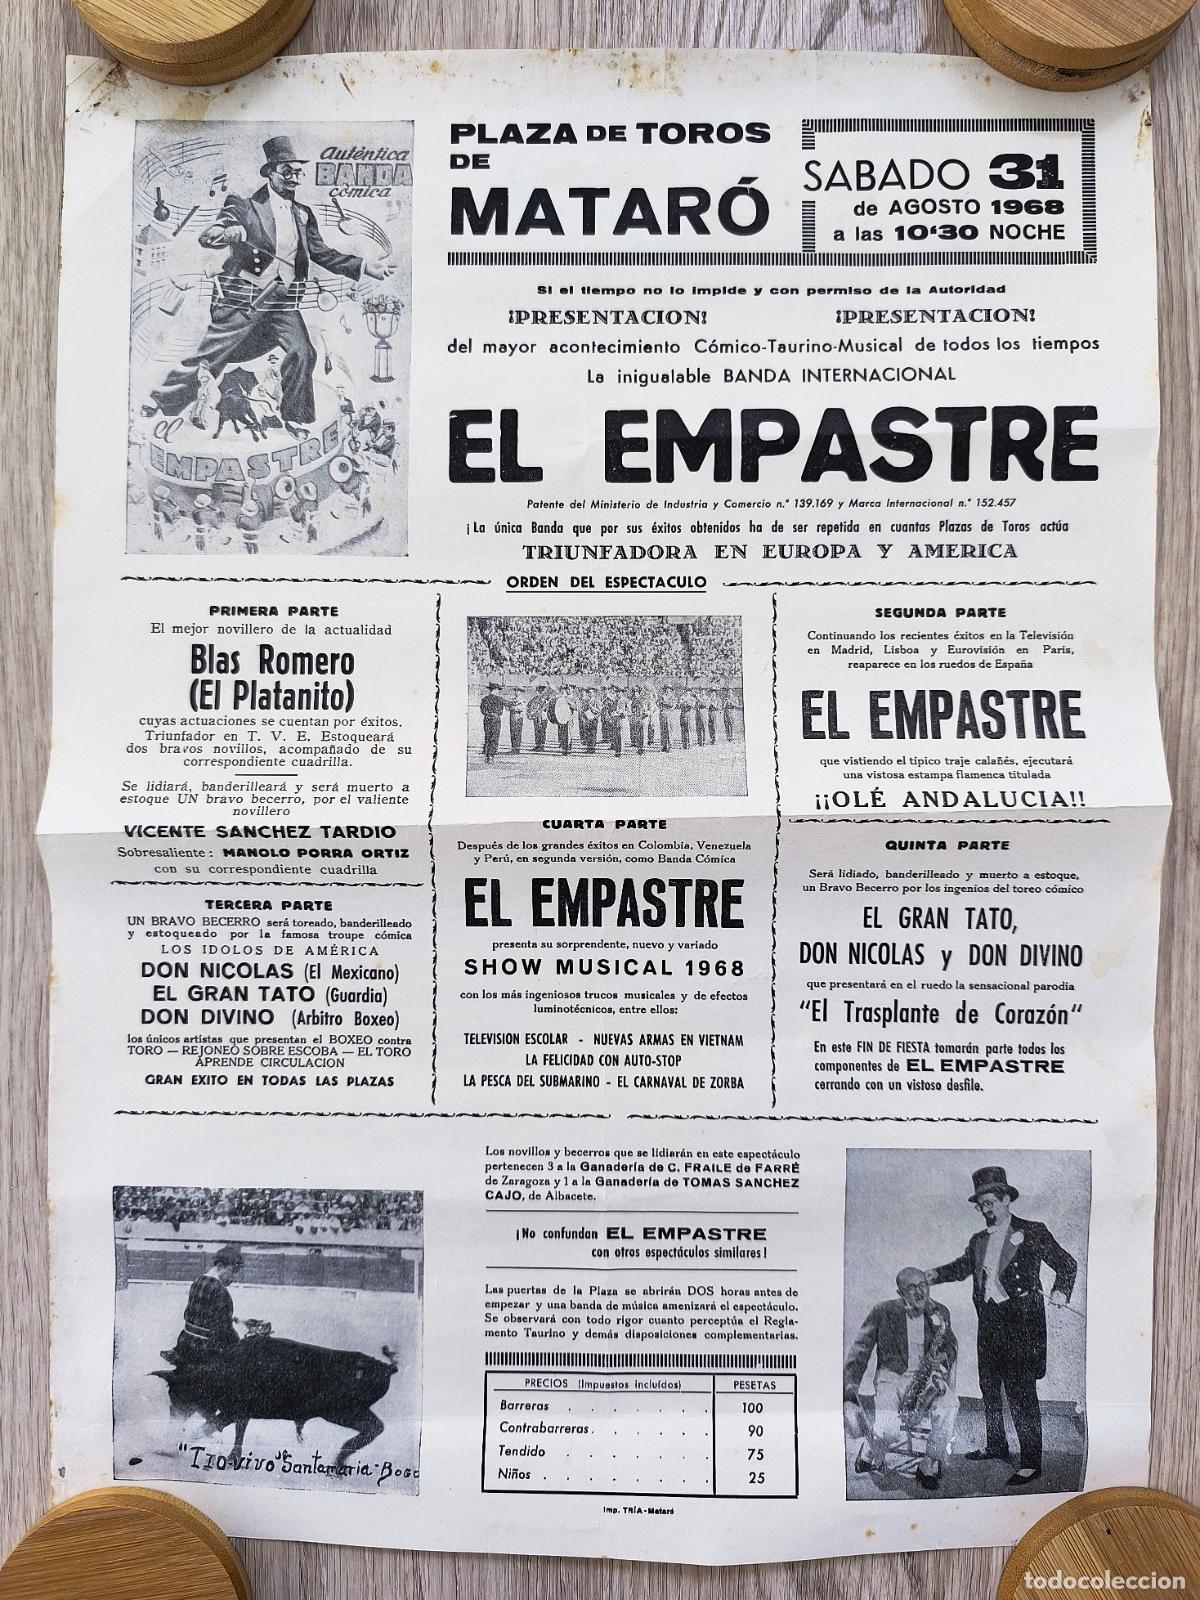 Auténtica
BANDA
cómica
el
EMPASTRE
PLAZA DE TOROS
DE
MATARÓ
SABADO 31
de AGOSTO 1968
a las 10'30 NOCHE
Si el tiempo no lo impide y con permiso de la Autoridad
¡PRESENTACION! ¡PRESENTACION!
del mayor acontecimiento Cómico-Taurino-Musical de todos los tiempos
La inigualable BANDA INTERNACIONAL
EL EMPASTRE
Patente del Ministerio de Industria y Comercio n.° 139.169 y Marca Internacional n.° 152.457
¡La única Banda que por sus éxitos obtenidos ha de ser repetida en cuantas Plazas de Toros actúa
TRIUNFADORA EN EUROPA Y AMERICA
ORDEN DEL ESPECTACULO
PRIMERA PARTE
El mejor novillero de la actualidad
Blas Romero
(El Platanito)
cuyas actuaciones se cuentan por éxitos.
Triunfador en T. V. E. Estoqueará
dos bravos novillos, acompañado de su
correspondiente cuadrilla.
Se lidiará, banderilleará y será muerto a
estoque UN bravo becerro, por el valiente
novillero
VICENTE SANCHEZ TARDIO
Sobresaliente: MANOLO PORRA ORTIZ
con su correspondiente cuadrilla
SEGUNDA PARTE
Continuando los recientes éxitos en la Televisión
en Madrid, Lisboa y Eurovisión en París,
reaparece en los ruedos de España
EL EMPASTRE
que vistiendo el típico traje calañés, ejecutará
una vistosa estampa flamenca titulada
¡¡OLÉ ANDALUCIA!!
TERCERA PARTE
UN BRAVO BECERRO será toreado, banderilleado
y estoqueado por la famosa troupe cómica
LOS IDOLOS DE AMÉRICA
DON NICOLAS (El Mexicano)
EL GRAN TATO (Guardia)
DON DIVINO (Arbitro Boxeo)
los únicos artistas que presentan el BOXEO contra
TORO — REJONEO SOBRE ESCOBA — EL TORO
APRENDE CIRCULACION
GRAN EXITO EN TODAS LAS PLAZAS
CUARTA PARTE
Después de los grandes éxitos en Colombia, Venezuela
y Perú, en segunda versión, como Banda Cómica
EL EMPASTRE
presenta su sorprendente, nuevo y variado
SHOW MUSICAL 1968
con los más ingeniosos trucos musicales y de efectos
luminotécnicos, entre ellos:
TELEVISION ESCOLAR - NUEVAS ARMAS EN VIETNAM
LA FELICIDAD CON AUTO-STOP
LA PESCA DEL SUBMARINO - EL CARNAVAL DE ZORBA
QUINTA PARTE
Será lidiado, banderilleado y muerto a estoque,
un Bravo Becerro por los ingenios del toreo cómico
EL GRAN TATO,
DON NICOLAS y DON DIVINO
que presentará en el ruedo la sensacional parodia
"El Trasplante de Corazón"
En este FIN DE FIESTA tomarán parte todos los
componentes de EL EMPASTRE
cerrando con un vistoso desfile.
Los novillos y becerros que se lidiarán en este espectáculo
pertenecen 3 a la Ganadería de C. FRAILE de FARRÉ
de Zaragoza y 1 a la Ganadería de TOMAS SANCHEZ
CAJO, de Albacete.
¡No confundan EL EMPASTRE
con otros espectáculos similares!
Las puertas de la Plaza se abrirán DOS horas antes de
empezar y una banda de música amenizará el espectáculo.
Se observará con todo rigor cuanto perceptúa el Regla-
mento Taurino y demás disposiciones complementarias.
PRECIOS (Impuestos incluídos) PESETAS
Barreras . . . . . . . 100
Contrabarreras . . . . . . 90
Tendido . . . . . . . 75
Niños . . . . . . . . 25
Imp. TRIA - Mataró
"Tío-vivo" de Santamaria-Bogo
todocoleccion